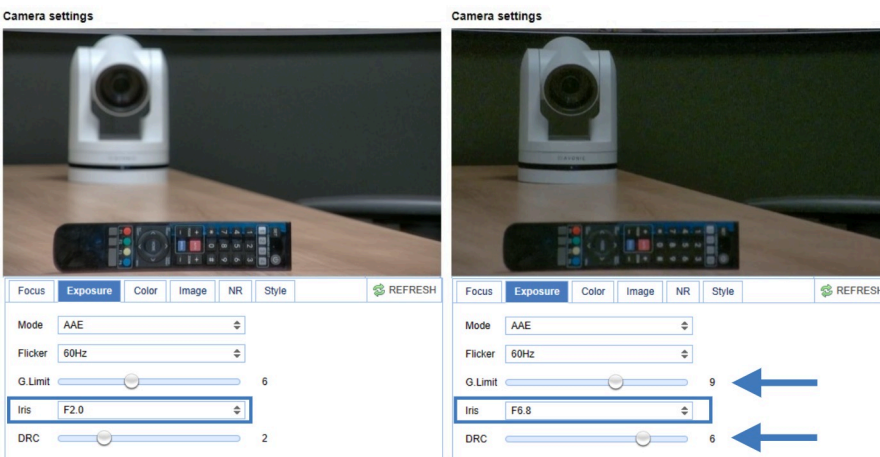 Camera settings
Focus Exposure Color Image NR Style REFRESH
Mode AAE
Flicker 60Hz
G.Limit 6
Iris F2.0
DRC 2
Camera settings
Focus Exposure Color Image NR Style REFRESH
Mode AAE
Flicker 60Hz
G.Limit 9
Iris F6.8
DRC 6